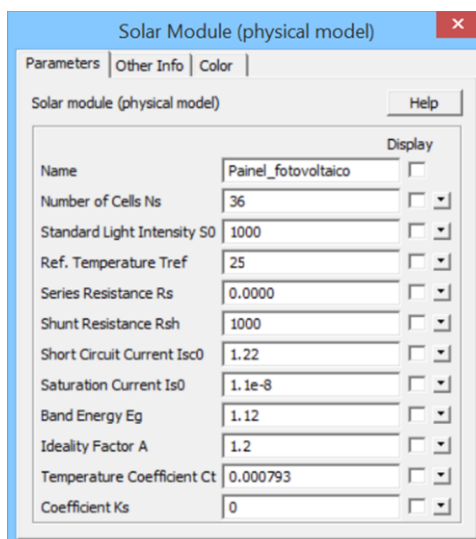 Solar Module (physical model)
Parameters Other Info Color
Solar module (physical model) Help
Display
Name Painel_fotovoltaico
Number of Cells Ns 36
Standard Light Intensity S0 1000
Ref. Temperature Tref 25
Series Resistance Rs 0.0000
Shunt Resistance Rsh 1000
Short Circuit Current Isc0 1.22
Saturation Current Is0 1.1e-8
Band Energy Eg 1.12
Ideality Factor A 1.2
Temperature Coefficient Ct 0.000793
Coefficient Ks 0